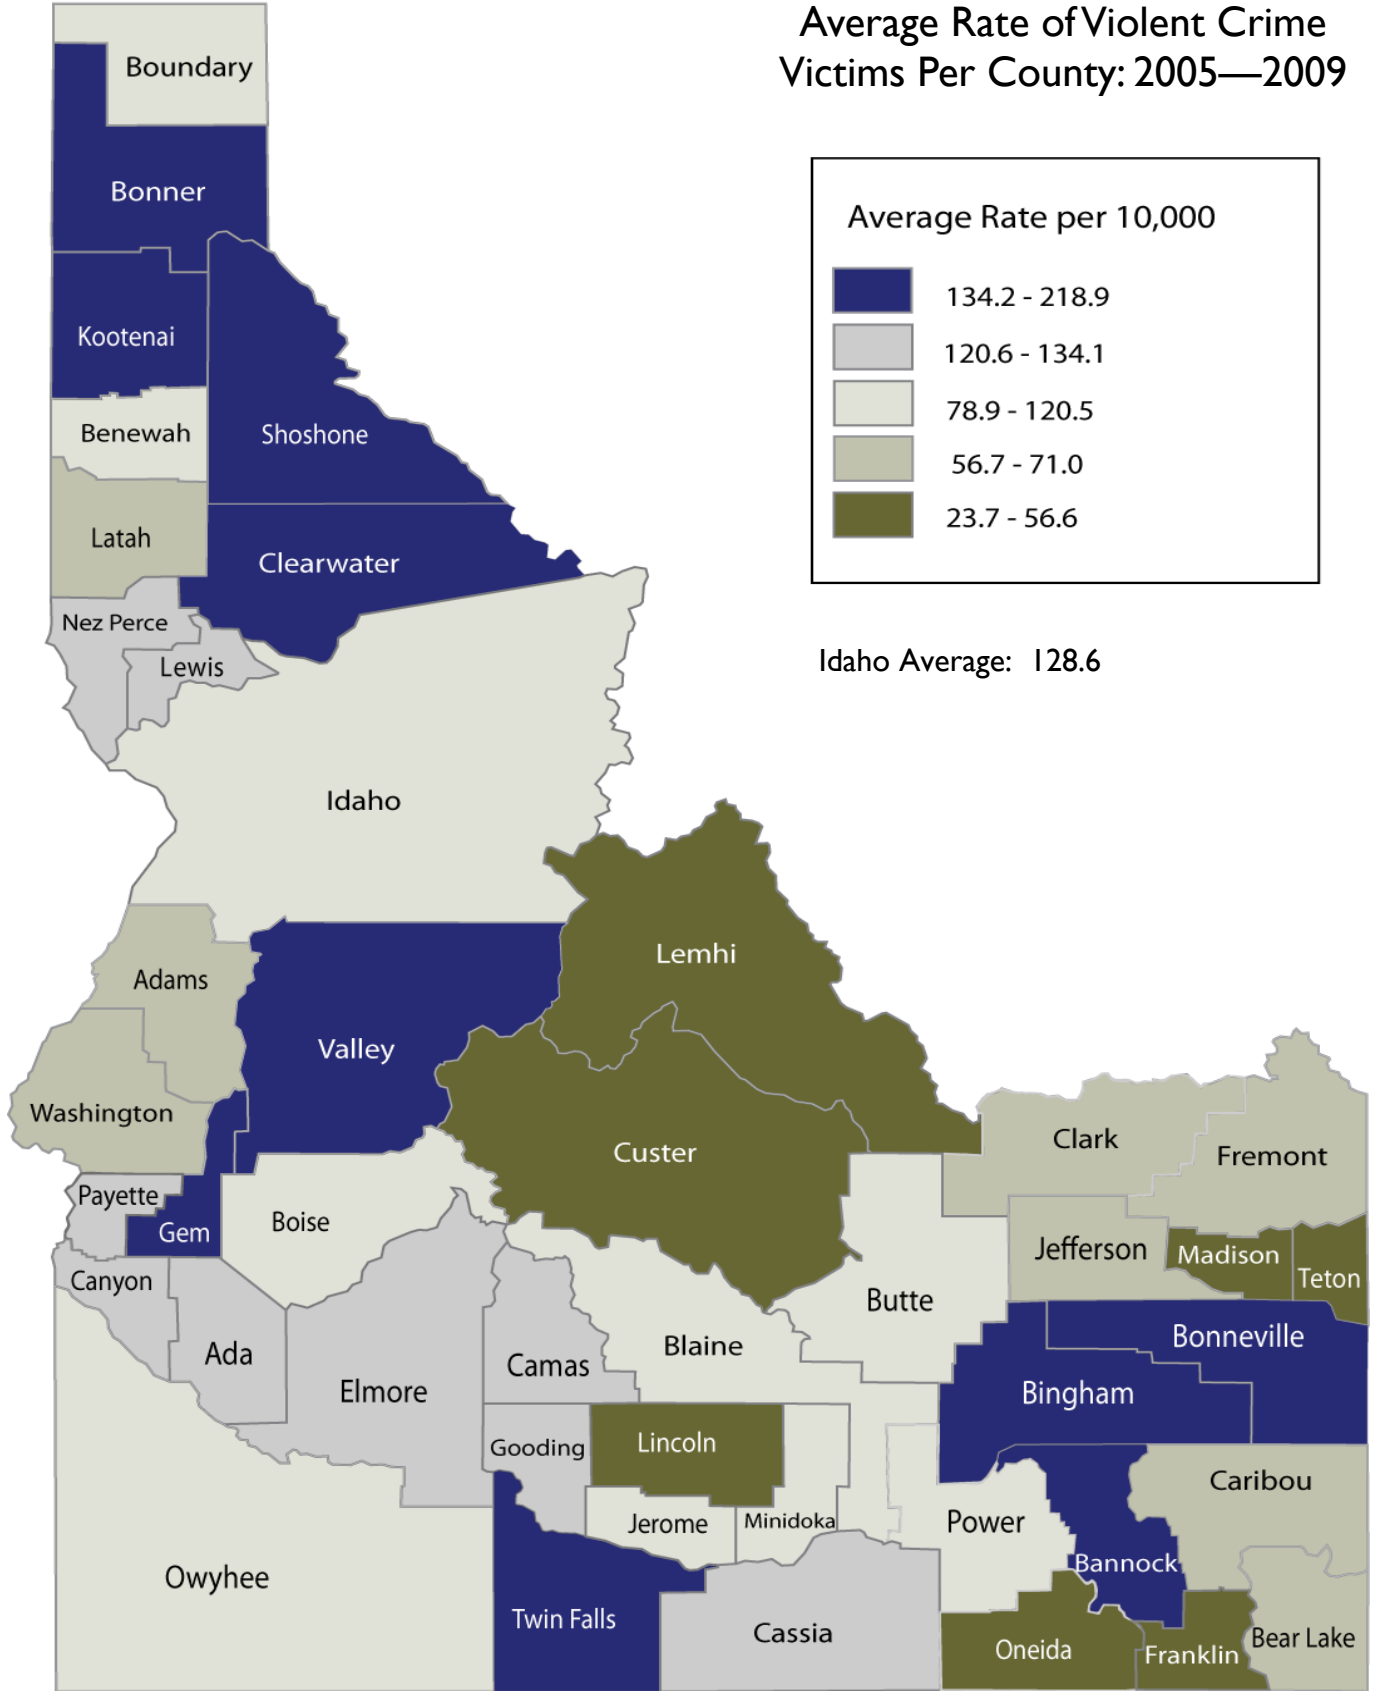 Average Rate of Violent Crime
Victims Per County: 2005—2009
Average Rate per 10,000
134.2 - 218.9
120.6 - 134.1
78.9 - 120.5
56.7 - 71.0
23.7 - 56.6
Idaho Average: 128.6
Boundary
Bonner
Kootenai
Benewah
Shoshone
Latah
Clearwater
Nez Perce
Lewis
Idaho
Lemhi
Adams
Valley
Washington
Custer
Clark
Fremont
Payette
Gem
Boise
Jefferson
Madison
Teton
Canyon
Ada
Elmore
Camas
Blaine
Butte
Bonneville
Bingham
Gooding
Lincoln
Caribou
Jerome
Minidoka
Power
Bannock
Owyhee
Twin Falls
Cassia
Oneida
Franklin
Bear Lake